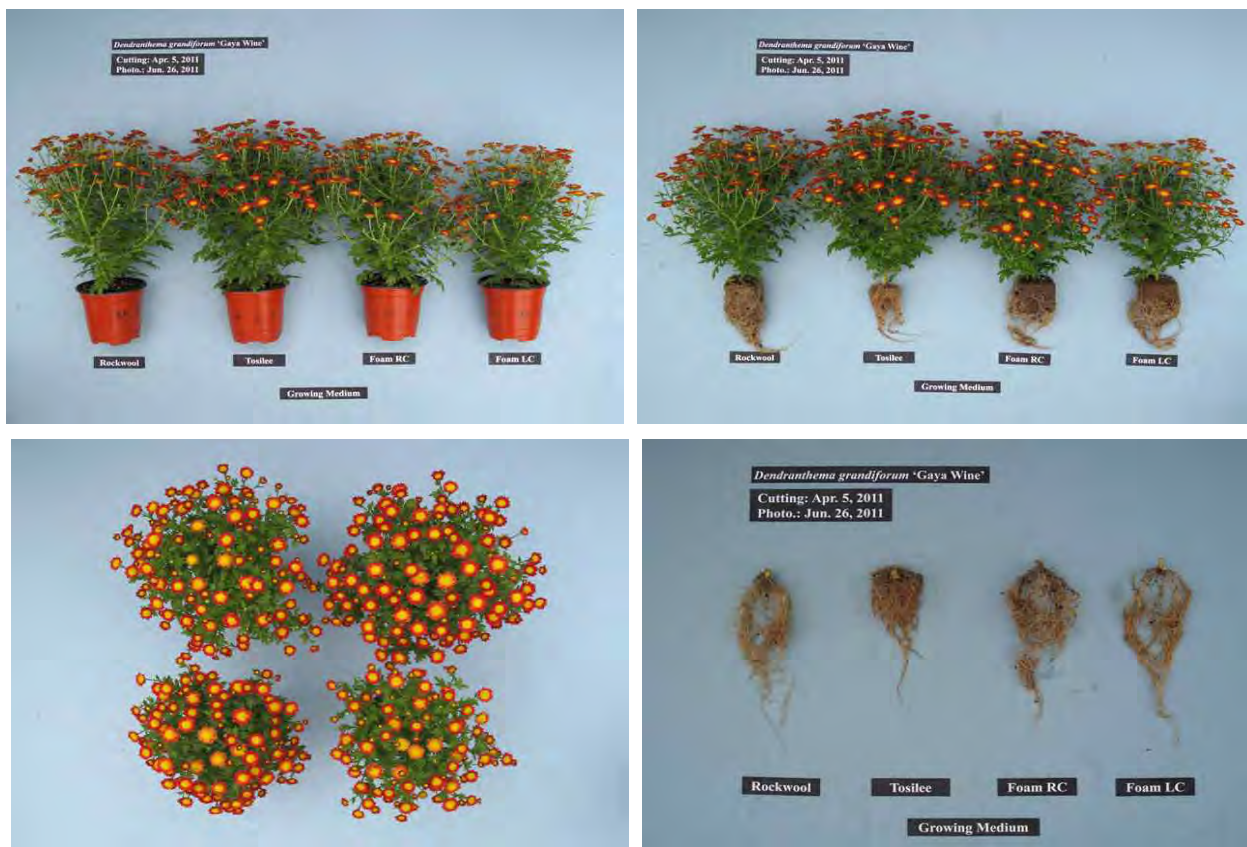 Dendranthema grandiforum 'Gaya Wine'
Cutting: Apr. 5, 2011
Photo.: Jun. 26, 2011
Rockwool
Tosilee
Foam RC
Foam LC
Growing Medium
Dendranthema grandiforum 'Gaya Wine'
Cutting: Apr. 5, 2011
Photo.: Jun. 26, 2011
Rockwool
Tosilee
Foam RC
Foam LC
Growing Medium
Dendranthema grandiforum 'Gaya Wine'
Cutting: Apr. 5, 2011
Photo.: Jun. 26, 2011
Rockwool
Tosilee
Foam RC
Foam LC
Growing Medium